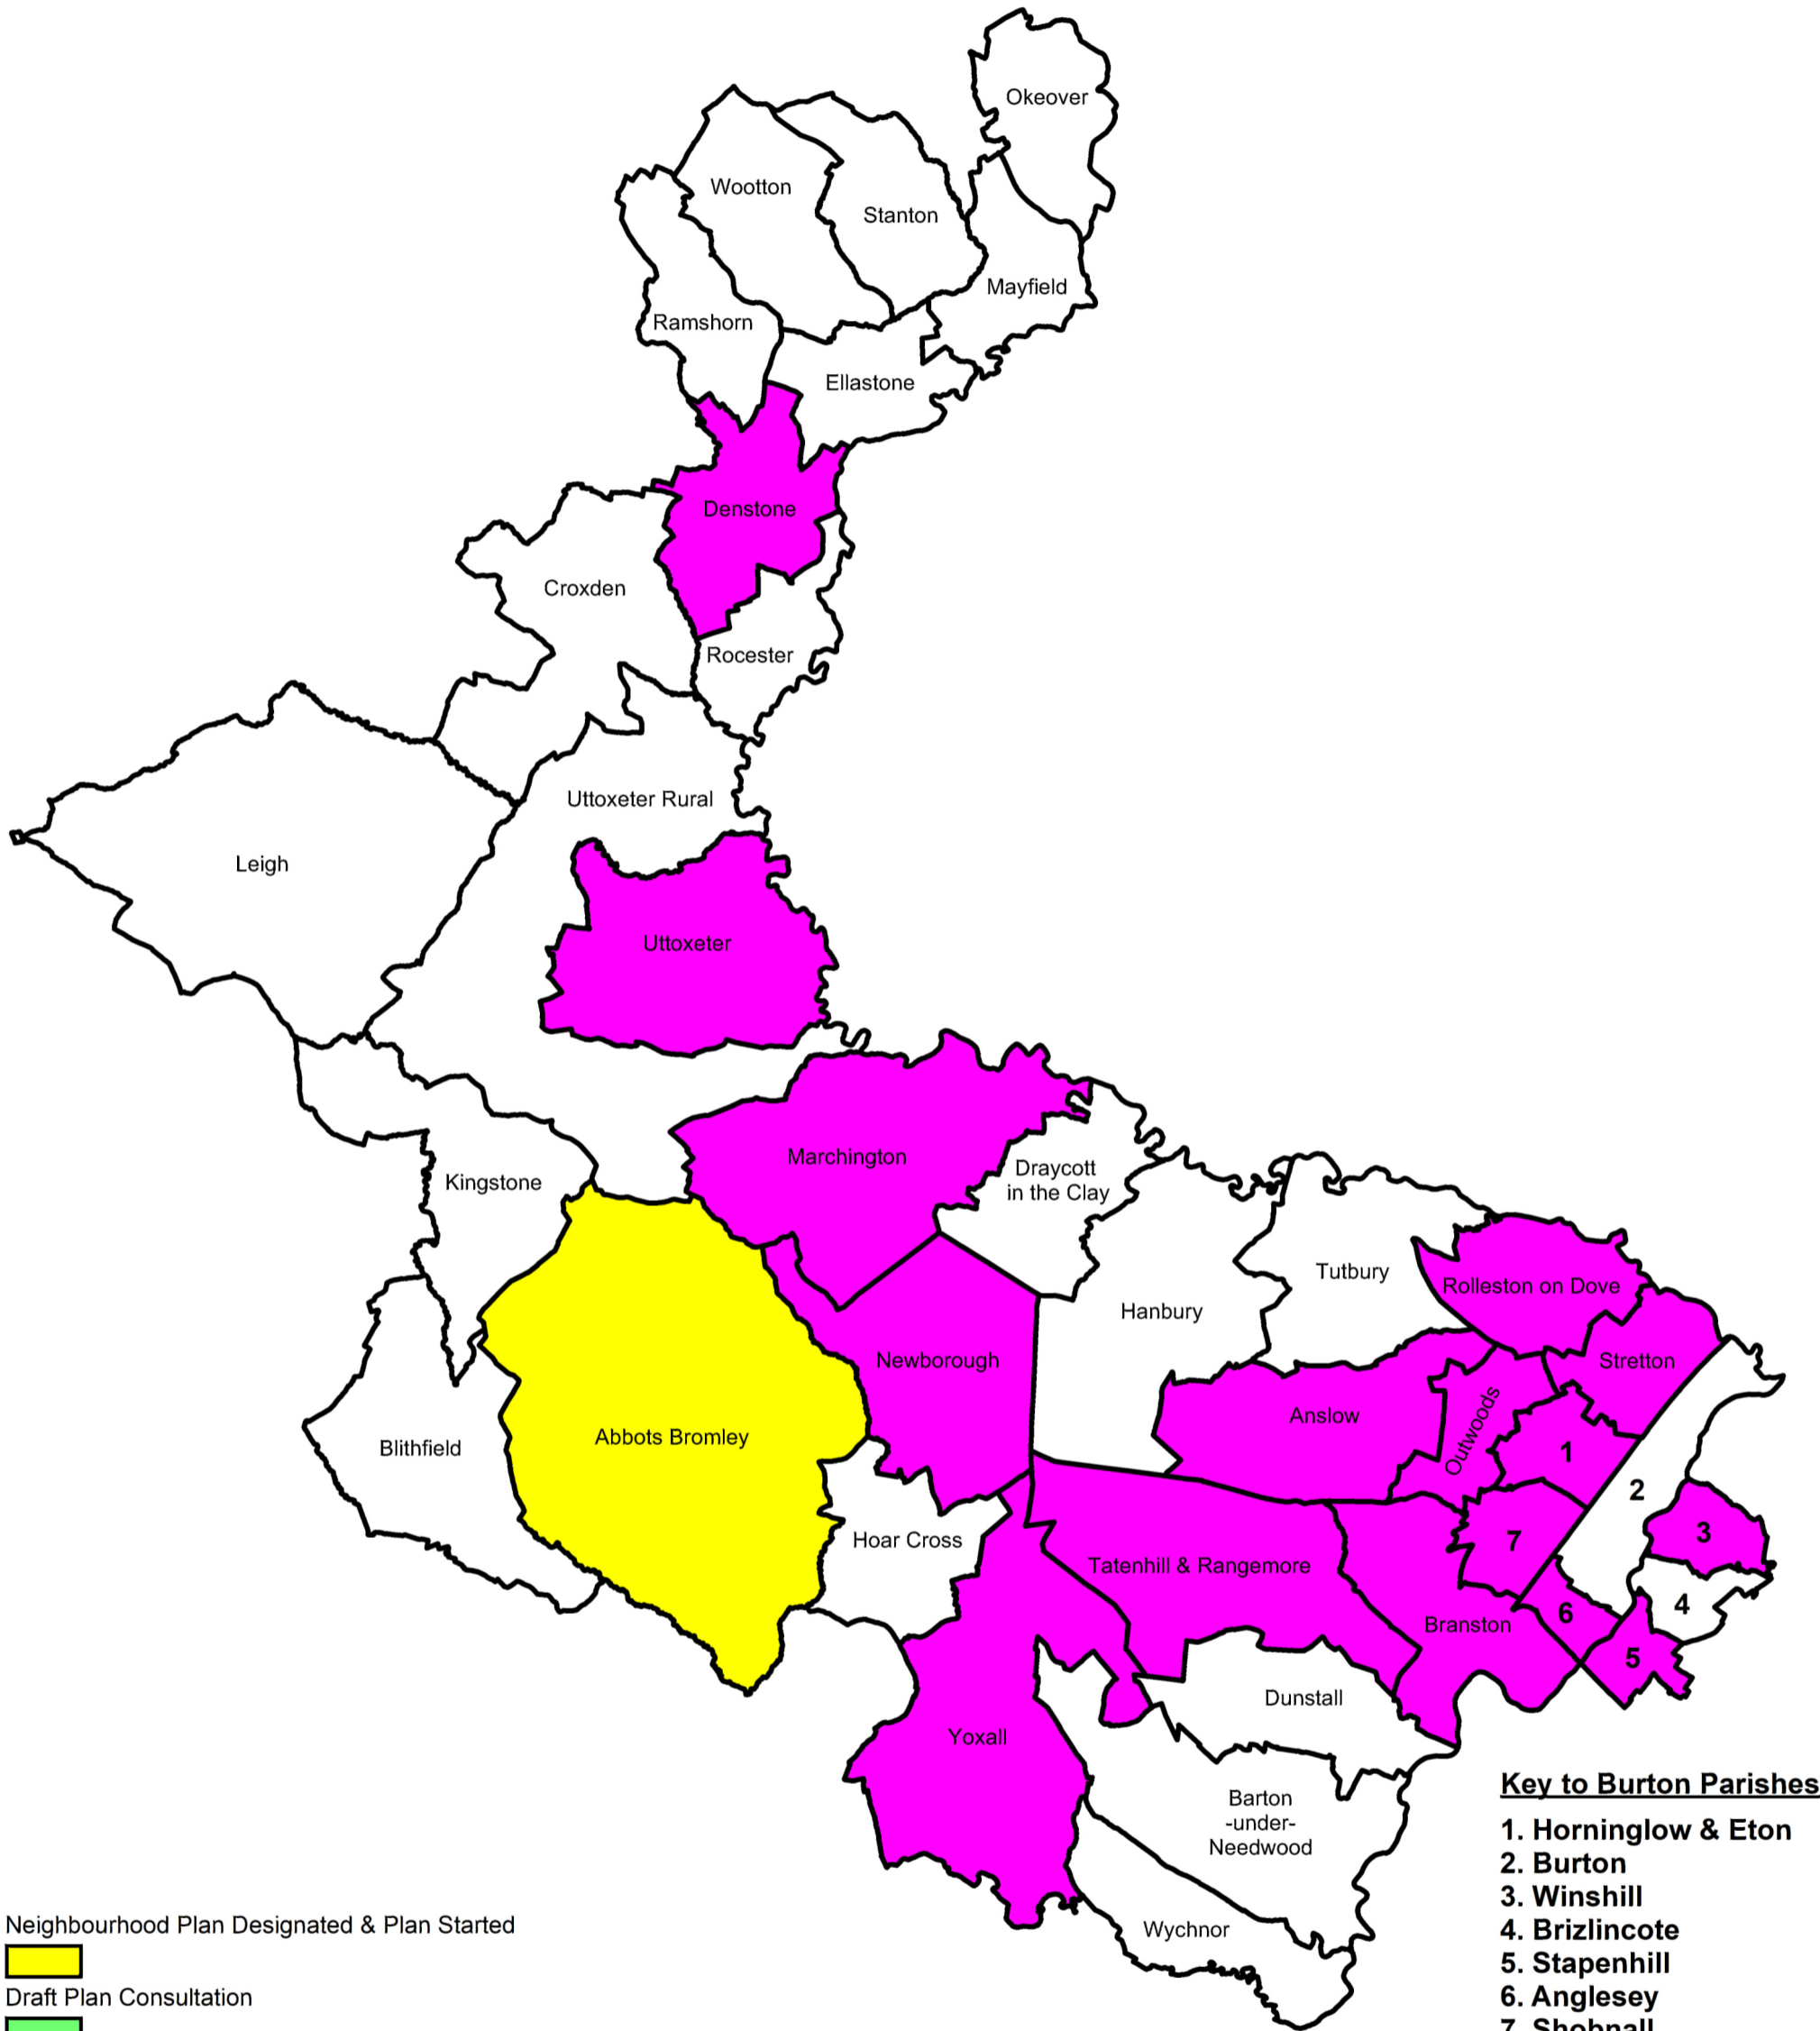 Okeover
Wootton
Stanton
Mayfield
Ramshorn
Ellastone
Denstone
Croxden
Rocester
Uttoxeter Rural
Leigh
Uttoxeter
Marchington
Draycott
in the Clay
Kingstone
Tutbury
Rolleston on Dove
Hanbury
Newborough
Stretton
Anslow
Outwoods
Abbots Bromley
Blithfield
1
2
3
Hoar Cross
7
Tatenhill & Rangemore
4
6
Branston
5
Dunstall
Yoxall
Barton
-under-
Needwood
Wychnor
Key to Burton Parishes
1. Horninglow & Eton
2. Burton
3. Winshill
4. Brizlincote
5. Stapenhill
6. Anglesey
7. Shobnall
Neighbourhood Plan Designated & Plan Started
Draft Plan Consultation